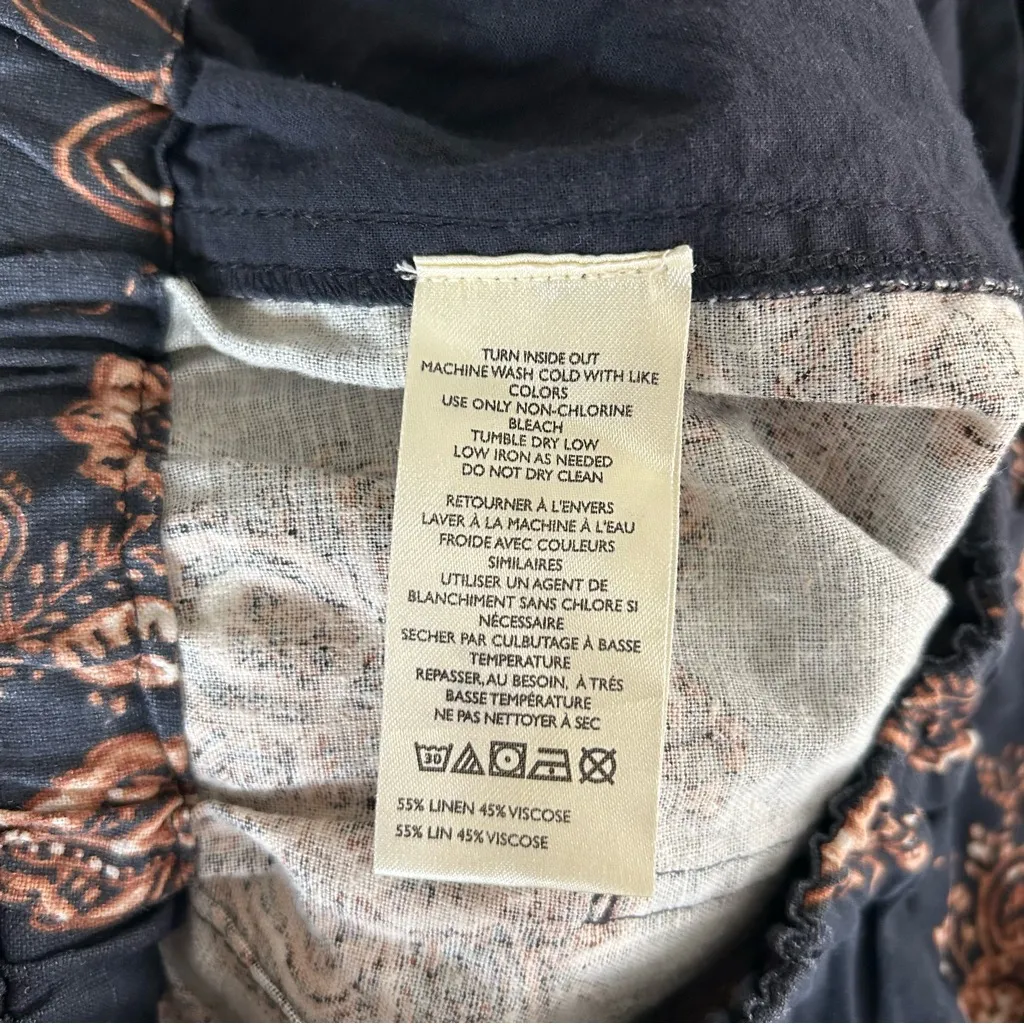 TURN INSIDE OUT
MACHINE WASH COLD WITH LIKE
COLORS
USE ONLY NON-CHLORINE
BLEACH
TUMBLE DRY LOW
LOW IRON AS NEEDED
DO NOT DRY CLEAN
RETOURNER À L'ENVERS
LAVER À LA MACHINE À L'EAU
FROIDE AVEC COULEURS
SIMILAIRES
UTILISER UN AGENT DE
BLANCHIMENT SANS CHLORE SI
NÉCESSAIRE
SECHER PAR CULBUTAGE À BASSE
TEMPERATURE
REPASSER, AU BESOIN, À TRÈS
BASSE TEMPÉRATURE
NE PAS NETTOYER À SEC
30
55% LINEN 45% VISCOSE
55% LIN 45% VISCOSE